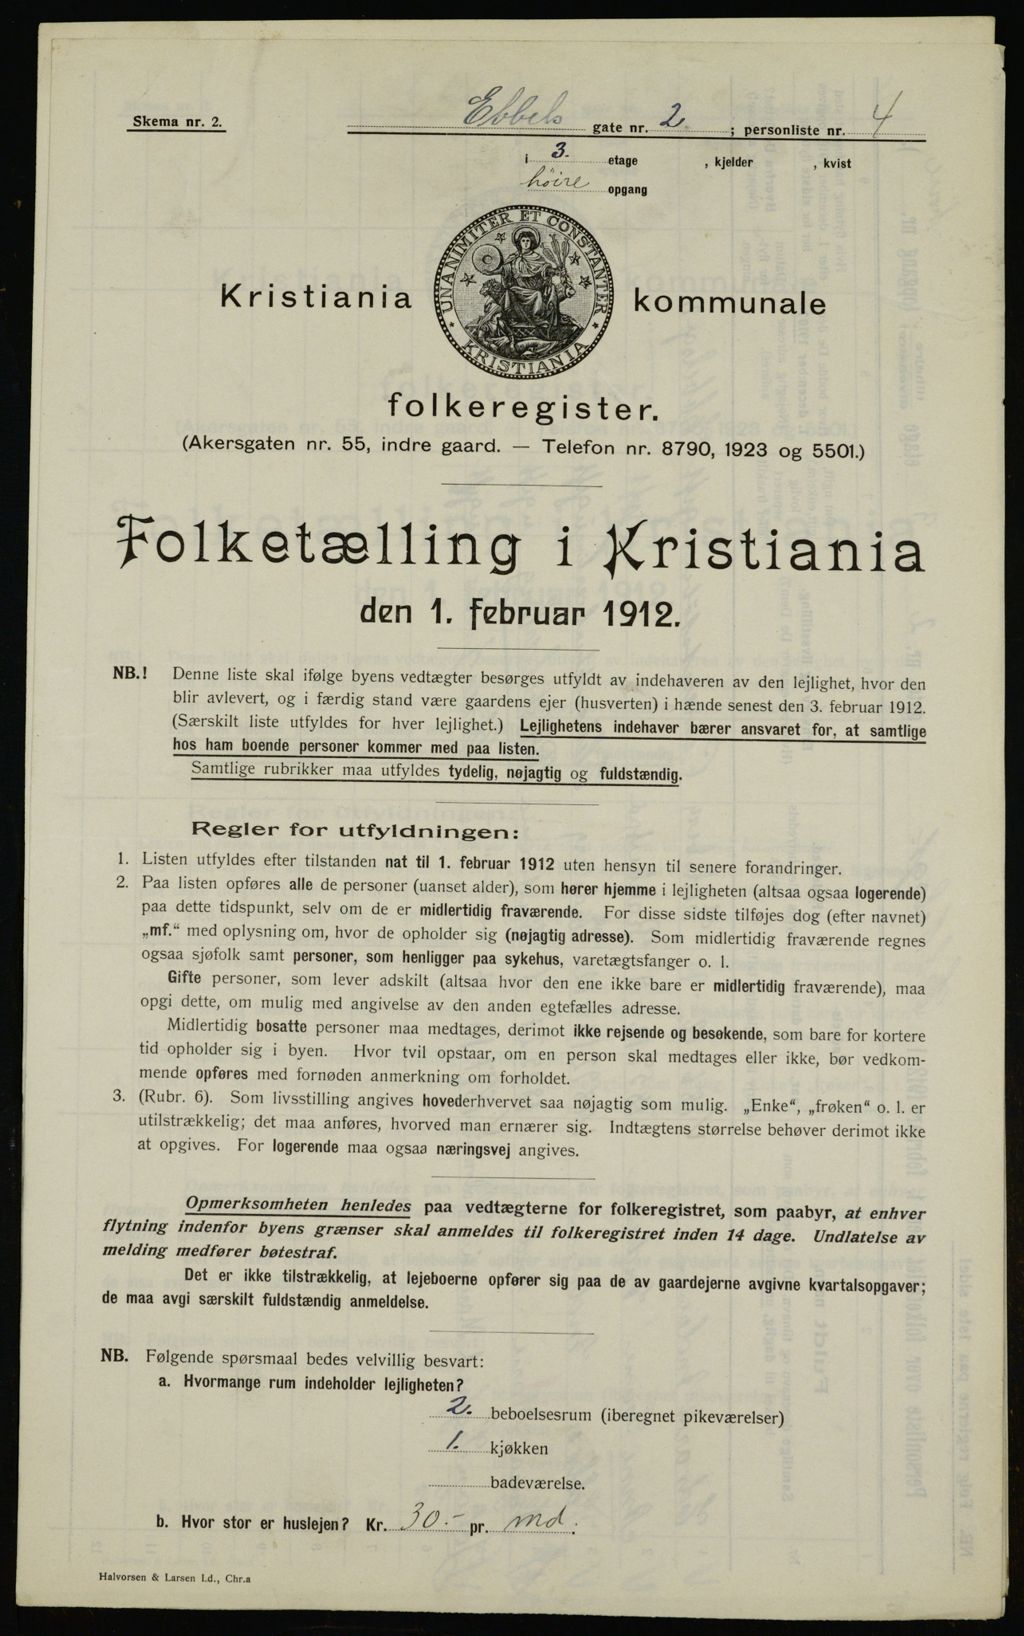 Skema nr. 2.
Ebbels gate nr. 2 ; personliste nr. 4
i 3. etage , kjelder , kvist
høire opgang
UNANIMITER ET CONSTANTER
KRISTIANIA
Kristiania kommunale
folkeregister.
(Akersgaten nr. 55, indre gaard. — Telefon nr. 8790, 1923 og 5501.)
Folketælling i Kristiania
den 1. februar 1912.
NB.! Denne liste skal ifølge byens vedtægter besørges utfyldt av indehaveren av den lejlighet, hvor den
blir avlevert, og i færdig stand være gaardens ejer (husverten) i hænde senest den 3. februar 1912.
(Særskilt liste utfyldes for hver lejlighet.) Lejlighetens indehaver bærer ansvaret for, at samtlige
hos ham boende personer kommer med paa listen.
Samtlige rubrikker maa utfyldes tydelig, nøjagtig og fuldstændig.
Regler for utfyldningen:
1. Listen utfyldes efter tilstanden nat til 1. februar 1912 uten hensyn til senere forandringer.
2. Paa listen opføres alle de personer (uanset alder), som hører hjemme i lejligheten (altsaa ogsaa logerende)
paa dette tidspunkt, selv om de er midlertidig fraværende. For disse sidste tilføjes dog (efter navnet)
„mf.“ med oplysning om, hvor de opholder sig (nøjagtig adresse). Som midlertidig fraværende regnes
ogsaa sjøfolk samt personer, som henligger paa sykehus, varetægtsfanger o. l.
Gifte personer, som lever adskilt (altsaa hvor den ene ikke bare er midlertidig fraværende), maa
opgi dette, om mulig med angivelse av den anden egtefælles adresse.
Midlertidig bosatte personer maa medtages, derimot ikke rejsende og besøkende, som bare for kortere
tid opholder sig i byen. Hvor tvil opstaar, om en person skal medtages eller ikke, bør vedkom-
mende opføres med fornøden anmerkning om forholdet.
3. (Rubr. 6). Som livsstilling angives hovederhvervet saa nøjagtig som mulig. „Enke“, „frøken“ o. l. er
utilstrækkelig; det maa anføres, hvorved man ernærer sig. Indtægtens størrelse behøver derimot ikke
at opgives. For logerende maa ogsaa næringsvej angives.
Opmerksomheten henledes paa vedtægterne for folkeregistret, som paabyr, at enhver
flytning indenfor byens grænser skal anmeldes til folkeregistret inden 14 dage. Undlatelse av
melding medfører bøtestraf.
Det er ikke tilstrækkelig, at lejeboerne opfører sig paa de av gaardejerne avgivne kvartalsopgaver;
de maa avgi særskilt fuldstændig anmeldelse.
NB. Følgende spørsmaal bedes velvillig besvart:
a. Hvormange rum indeholder lejligheten?
2. beboelsesrum (iberegnet pikeværelser)
1. kjøkken
badeværelse.
b. Hvor stor er huslejen? Kr. 30.- pr. md.
Halvorsen & Larsen Ld., Chr.a